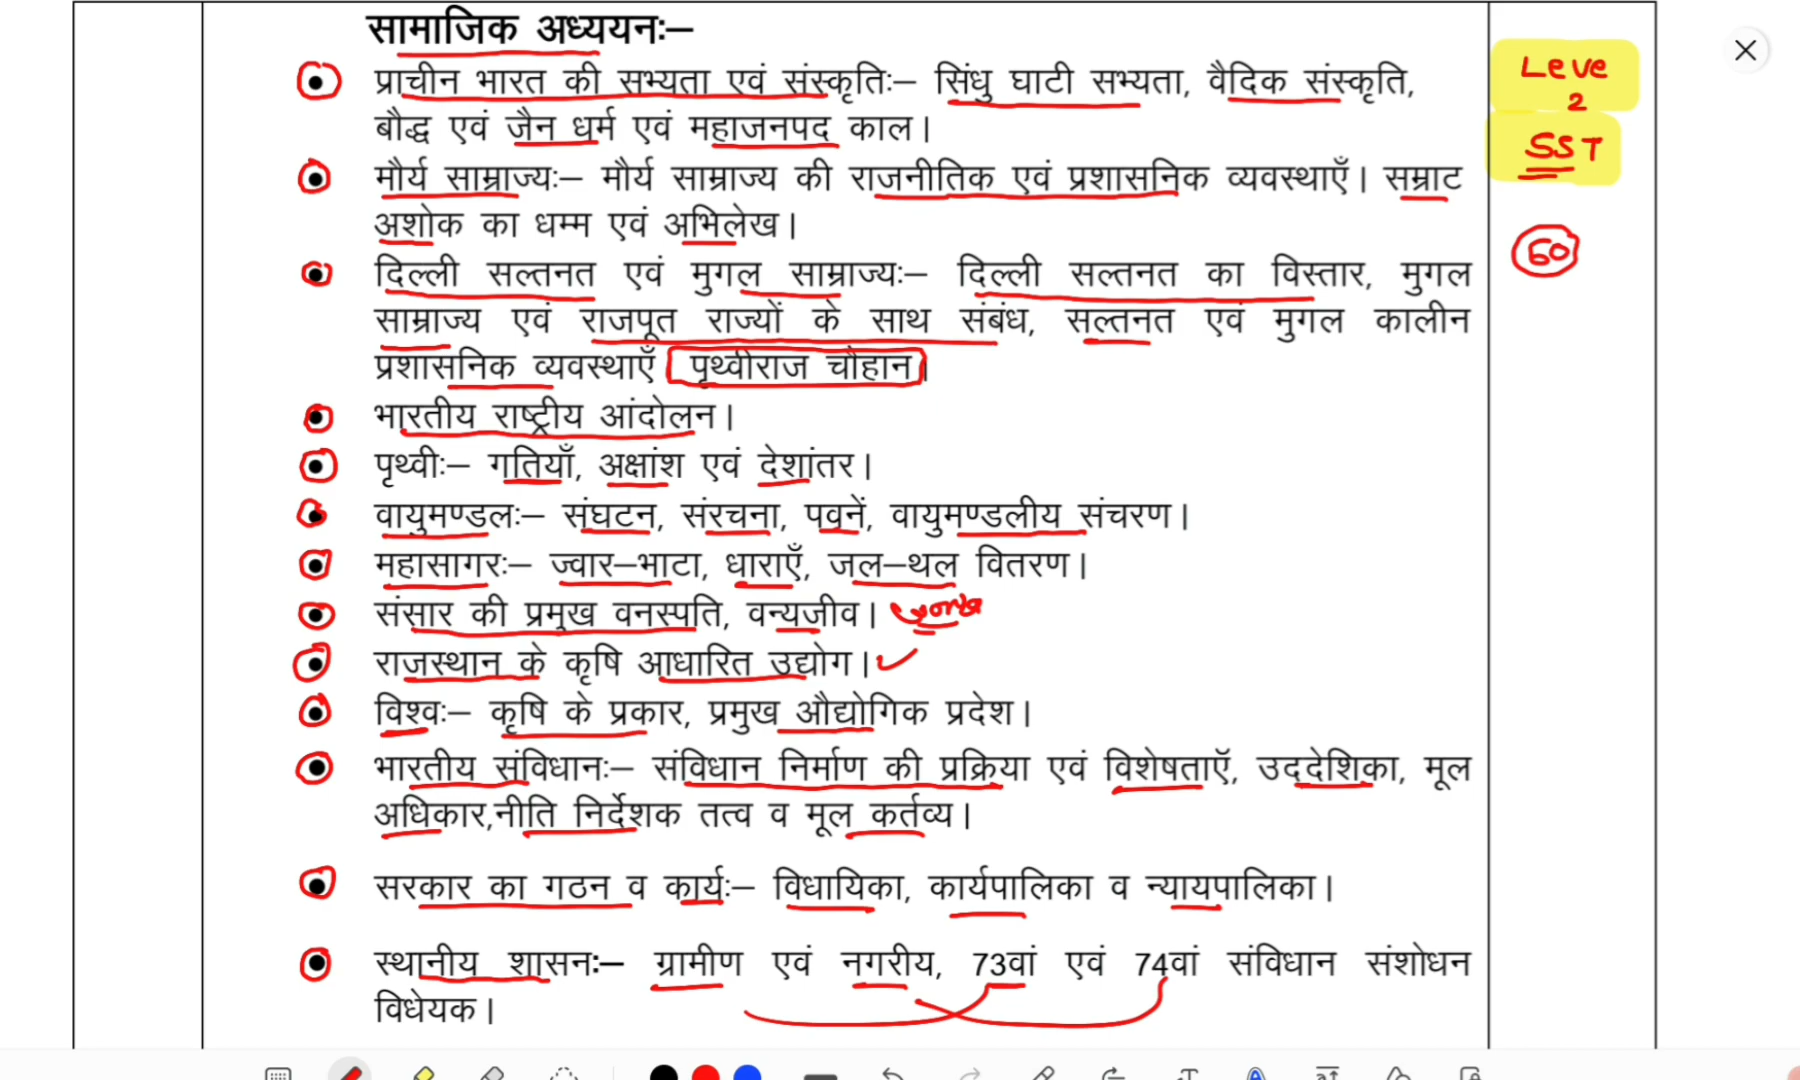 सामाजिक अध्ययनः–
प्राचीन भारत की सभ्यता एवं संस्कृतिः– सिंधु घाटी सभ्यता, वैदिक संस्कृति,
बौद्ध एवं जैन धर्म एवं महाजनपद काल।
मौर्य साम्राज्यः– मौर्य साम्राज्य की राजनीतिक एवं प्रशासनिक व्यवस्थाएँ। सम्राट
अशोक का धम्म एवं अभिलेख।
दिल्ली सल्तनत एवं मुगल साम्राज्यः– दिल्ली सल्तनत का विस्तार, मुगल
साम्राज्य एवं राजपूत राज्यों के साथ संबंध, सल्तनत एवं मुगल कालीन
प्रशासनिक व्यवस्थाएँ पृथ्वीराज चौहान।
भारतीय राष्ट्रीय आंदोलन।
पृथ्वीः– गतियाँ, अक्षांश एवं देशांतर।
वायुमण्डलः– संघटन, संरचना, पवनें, वायुमण्डलीय संचरण।
महासागरः– ज्वार–भाटा, धाराएँ, जल–थल वितरण।
संसार की प्रमुख वनस्पति, वन्यजीव।
राजस्थान के कृषि आधारित उद्योग।
विश्वः– कृषि के प्रकार, प्रमुख औद्योगिक प्रदेश।
भारतीय संविधानः– संविधान निर्माण की प्रक्रिया एवं विशेषताएँ, उददेशिका, मूल
अधिकार,नीति निर्देशक तत्व व मूल कर्तव्य।
सरकार का गठन व कार्यः– विधायिका, कार्यपालिका व न्यायपालिका।
स्थानीय शासनः– ग्रामीण एवं नगरीय, 73वां एवं 74वां संविधान संशोधन
विधेयक।
Leve
2
SST
60